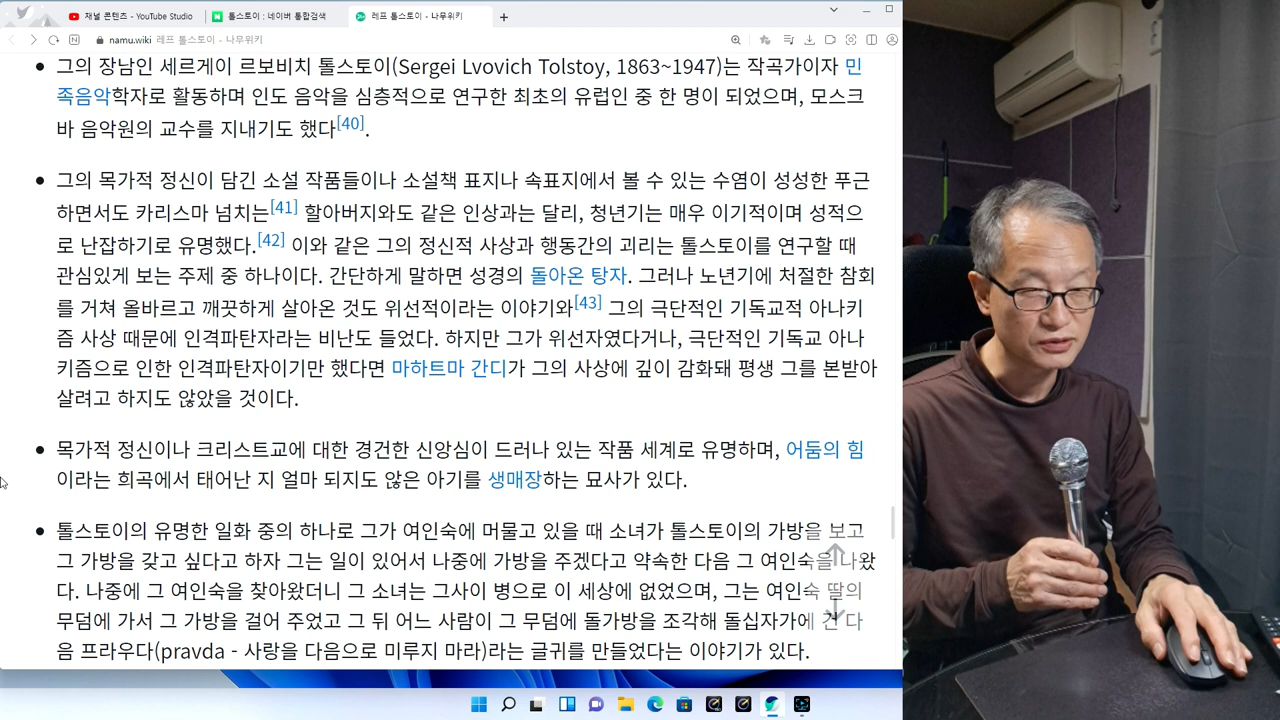 재널 콘텐츠 - YouTube Studio
톨스토이 : 네이버 통합검색
레프 톨스토이 - 나무위키
namu.wiki 레프 톨스토이 - 나무위키
그의 장남인 세르게이 르보비치 톨스토이(Sergei Lvovich Tolstoy, 1863~1947)는 작곡가이자 민
족음악학자로 활동하며 인도 음악을 심층적으로 연구한 최초의 유럽인 중 한 명이 되었으며, 모스크
바 음악원의 교수를 지내기도 했다[40].
그의 목가적 정신이 담긴 소설 작품들이나 소설책 표지나 속표지에서 볼 수 있는 수염이 성성한 푸근
하면서도 카리스마 넘치는[41] 할아버지와도 같은 인상과는 달리, 청년기는 매우 이기적이며 성적으
로 난잡하기로 유명했다.[42] 이와 같은 그의 정신적 사상과 행동간의 괴리는 톨스토이를 연구할 때
관심있게 보는 주제 중 하나이다. 간단하게 말하면 성경의 돌아온 탕자. 그러나 노년기에 처절한 참회
를 거쳐 올바르고 깨끗하게 살아온 것도 위선적이라는 이야기와[43] 그의 극단적인 기독교적 아나키
즘 사상 때문에 인격파탄자라는 비난도 들었다. 하지만 그가 위선자였다거나, 극단적인 기독교 아나
키즘으로 인한 인격파탄자이기만 했다면 마하트마 간디가 그의 사상에 깊이 감화돼 평생 그를 본받아
살려고 하지도 않았을 것이다.
목가적 정신이나 크리스트교에 대한 경건한 신앙심이 드러나 있는 작품 세계로 유명하며, 어둠의 힘
이라는 희곡에서 태어난 지 얼마 되지도 않은 아기를 생매장하는 묘사가 있다.
톨스토이의 유명한 일화 중의 하나로 그가 여인숙에 머물고 있을 때 소녀가 톨스토이의 가방을 보고
그 가방을 갖고 싶다고 하자 그는 일이 있어서 나중에 가방을 주겠다고 약속한 다음 그 여인숙을 나왔
다. 나중에 그 여인숙을 찾아왔더니 그 소녀는 그사이 병으로 이 세상에 없었으며, 그는 여인숙 딸의
무덤에 가서 그 가방을 걸어 주었고 그 뒤 어느 사람이 그 무덤에 돌가방을 조각해 돌십자가에 건 다
음 프라우다(pravda - 사랑을 다음으로 미루지 마라)라는 글귀를 만들었다는 이야기가 있다.